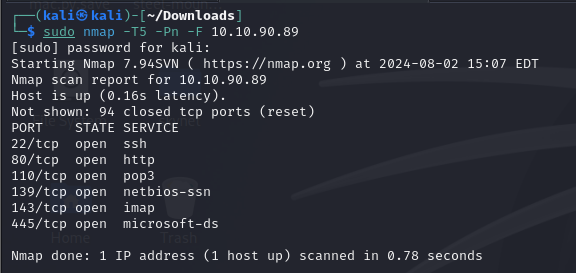 ┌──(kali㉿kali)-[~/Downloads]
└─$ sudo nmap -T5 -Pn -F 10.10.90.89
[sudo] password for kali:
Starting Nmap 7.94SVN ( https://nmap.org ) at 2024-08-02 15:07 EDT
Nmap scan report for 10.10.90.89
Host is up (0.16s latency).
Not shown: 94 closed tcp ports (reset)
PORT    STATE SERVICE
22/tcp  open  ssh
80/tcp  open  http
110/tcp open  pop3
139/tcp open  netbios-ssn
143/tcp open  imap
445/tcp open  microsoft-ds
Home
Trash
Nmap done: 1 IP address (1 host up) scanned in 0.78 seconds